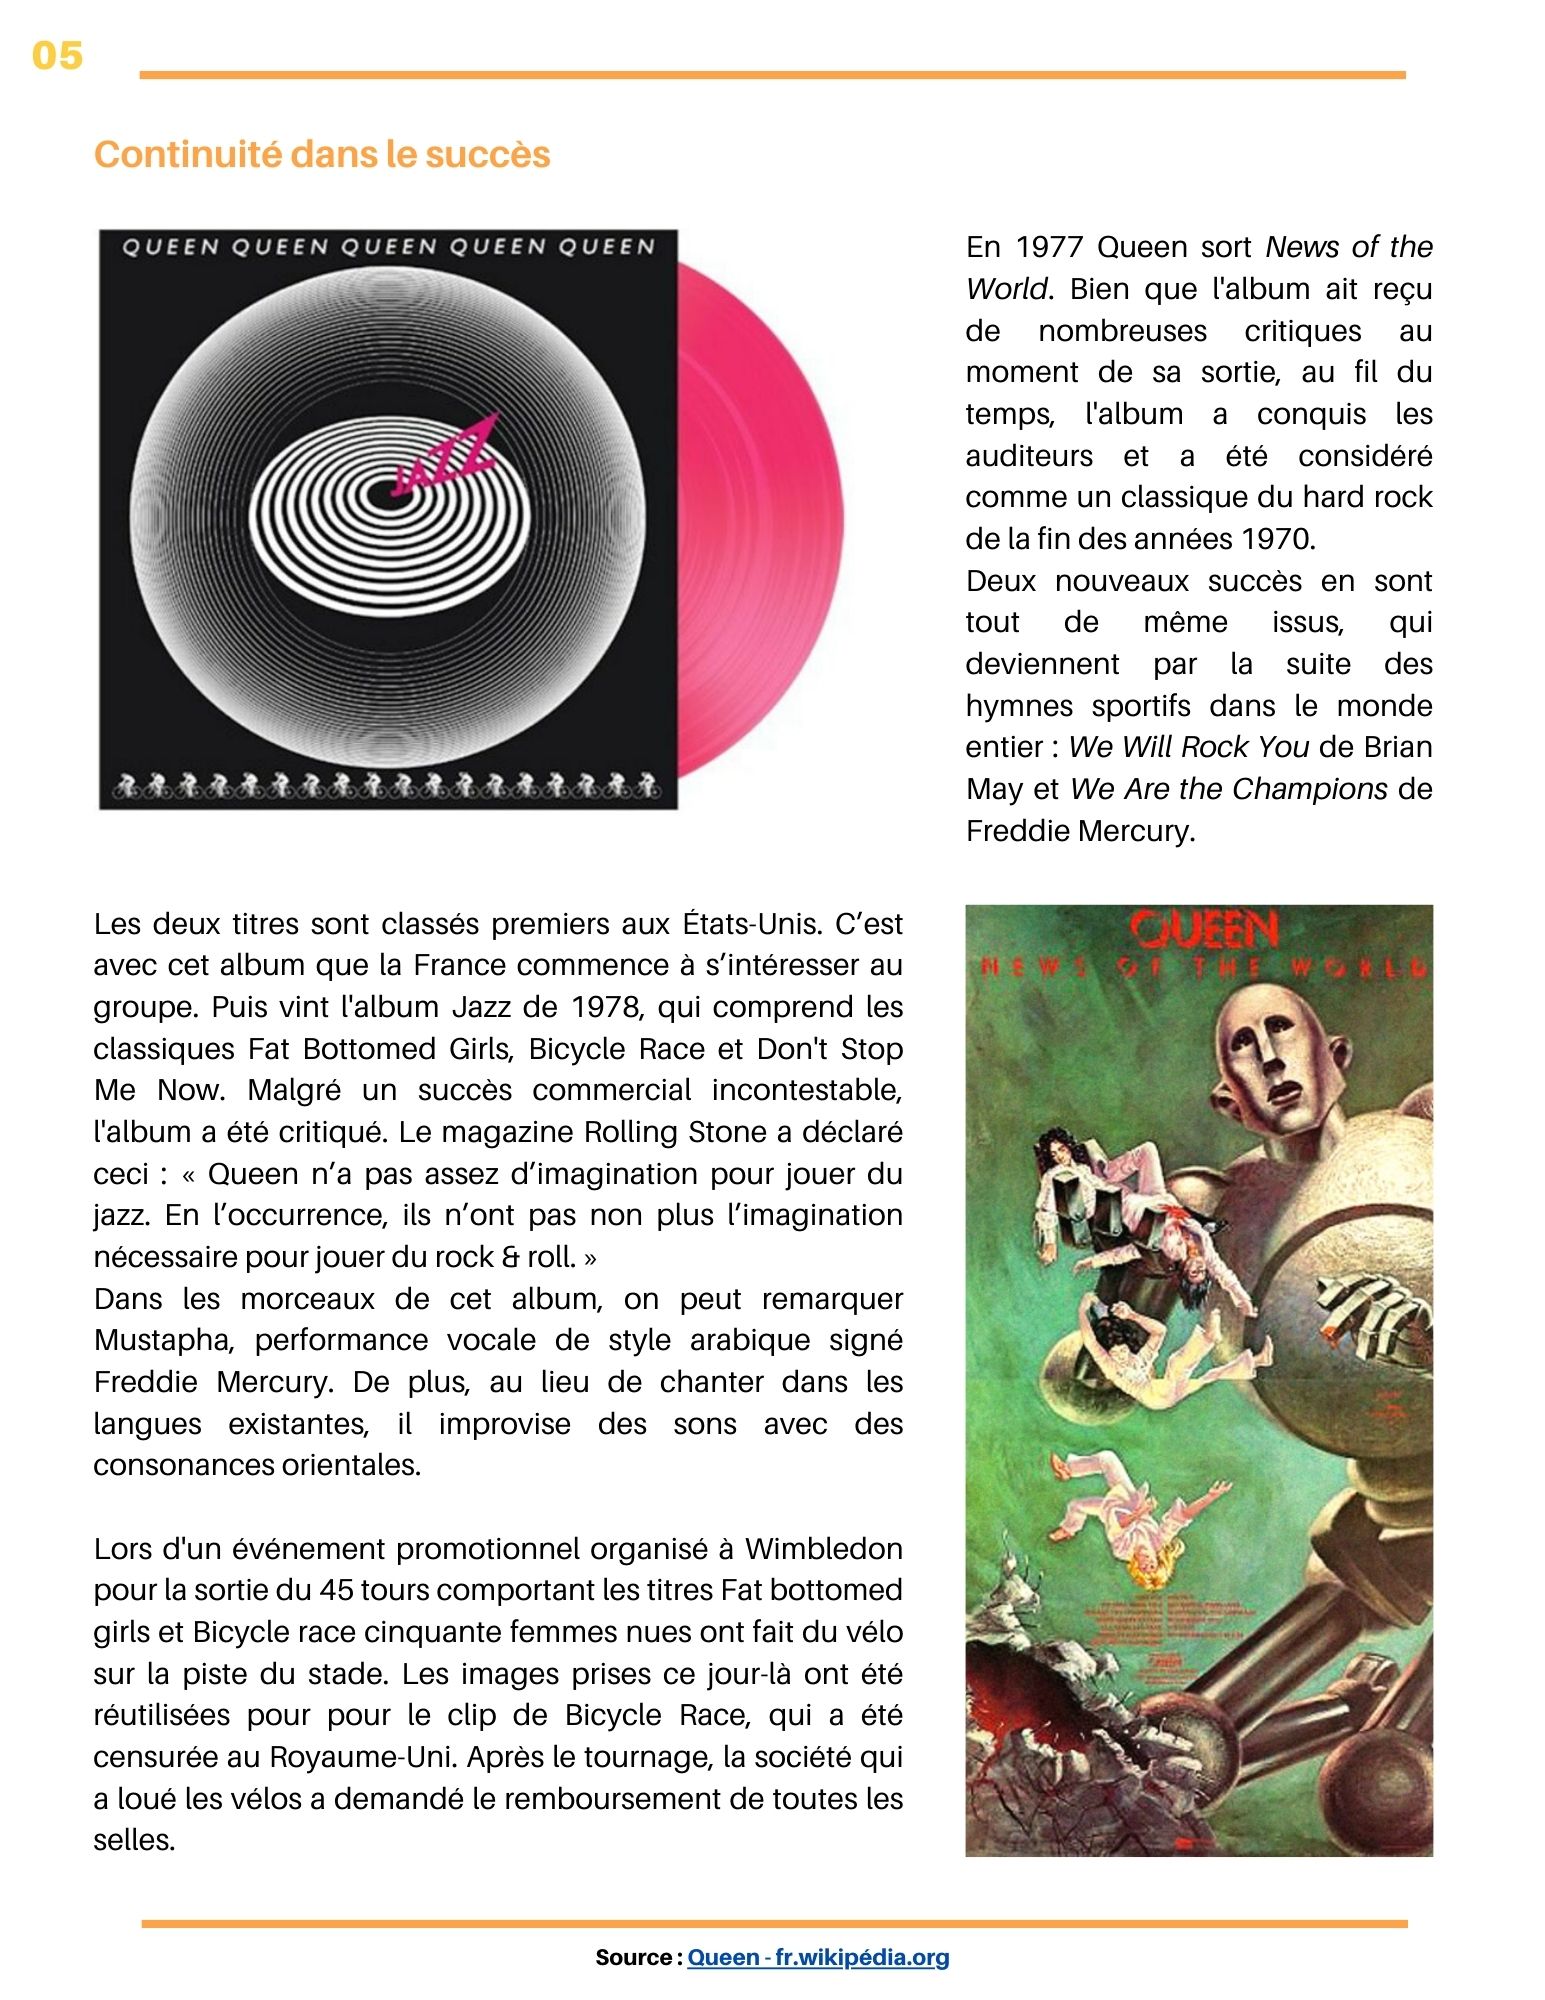 05
Continuité dans le succès
QUEEN QUEEN QUEEN QUEEN QUEEN
JAZZ
En 1977 Queen sort News of the
World. Bien que l'album ait reçu
de nombreuses critiques au
moment de sa sortie, au fil du
temps, l'album a conquis les
auditeurs et a été considéré
comme un classique du hard rock
de la fin des années 1970.
Deux nouveaux succès en sont
tout de même issus, qui
deviennent par la suite des
hymnes sportifs dans le monde
entier : We Will Rock You de Brian
May et We Are the Champions de
Freddie Mercury.
Les deux titres sont classés premiers aux États-Unis. C’est
avec cet album que la France commence à s’intéresser au
groupe. Puis vint l'album Jazz de 1978, qui comprend les
classiques Fat Bottomed Girls, Bicycle Race et Don't Stop
Me Now. Malgré un succès commercial incontestable,
l'album a été critiqué. Le magazine Rolling Stone a déclaré
ceci : « Queen n’a pas assez d’imagination pour jouer du
jazz. En l’occurrence, ils n’ont pas non plus l’imagination
nécessaire pour jouer du rock & roll. »
Dans les morceaux de cet album, on peut remarquer
Mustapha, performance vocale de style arabique signé
Freddie Mercury. De plus, au lieu de chanter dans les
langues existantes, il improvise des sons avec des
consonances orientales.
Lors d'un événement promotionnel organisé à Wimbledon
pour la sortie du 45 tours comportant les titres Fat bottomed
girls et Bicycle race cinquante femmes nues ont fait du vélo
sur la piste du stade. Les images prises ce jour-là ont été
réutilisées pour pour le clip de Bicycle Race, qui a été
censurée au Royaume-Uni. Après le tournage, la société qui
a loué les vélos a demandé le remboursement de toutes les
selles.
QUEEN
NEWS OF THE WORLD
Source : Queen - fr.wikipédia.org